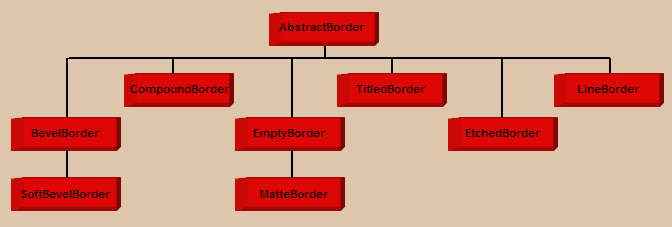 AbstractBorder
CompoundBorder
TitledBorder
LineBorder
BevelBorder
EmptyBorder
EtchedBorder
SoftBevelBorder
MatteBorder